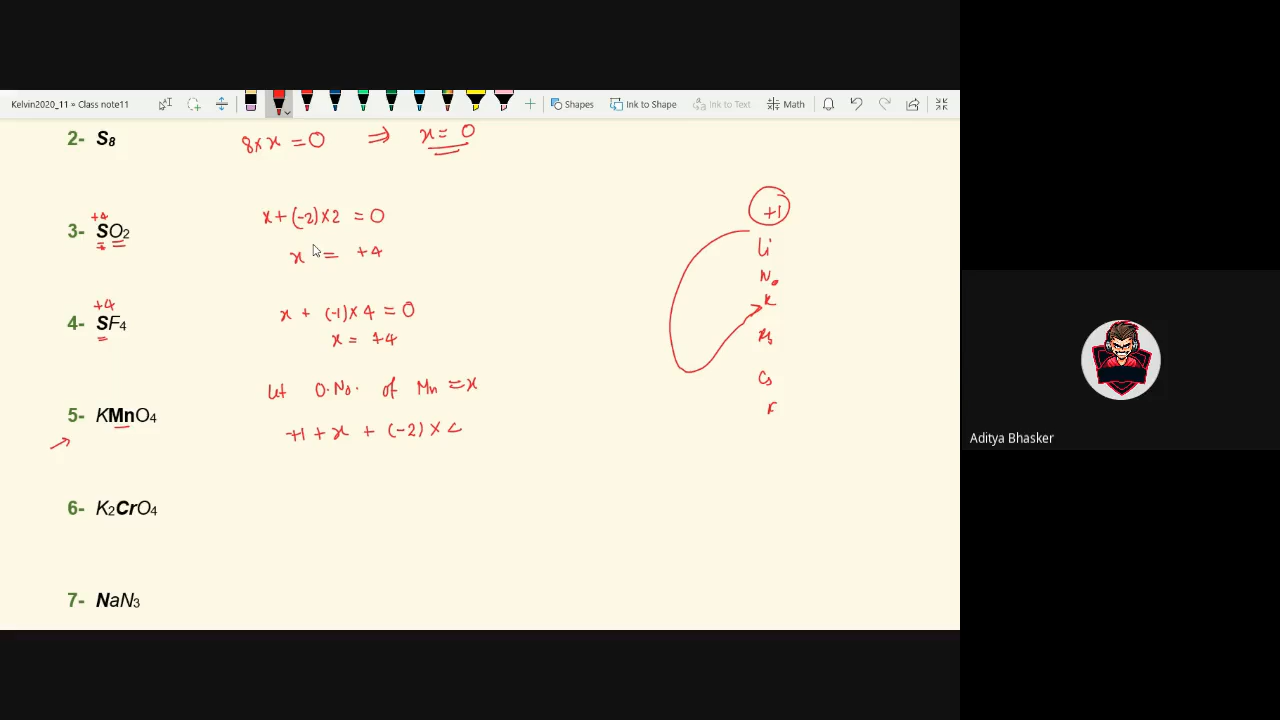 Kelvin2020_11 » Class note11
Shapes
Ink to Shape
Ink to Text
Math
2- S₈
8 × x = 0 ⇒ x = 0
+4
3- SO₂
x + (-2) × 2 = 0
x = +4
+4
4- SF₄
x + (-1) × 4 = 0
x = +4
Let O.No. of Mn = x
5- KMnO₄
+1 + x + (-2) ×
6- K₂CrO₄
7- NaN₃
+1
Li
Na
K
Rb
Cs
Aditya Bhasker